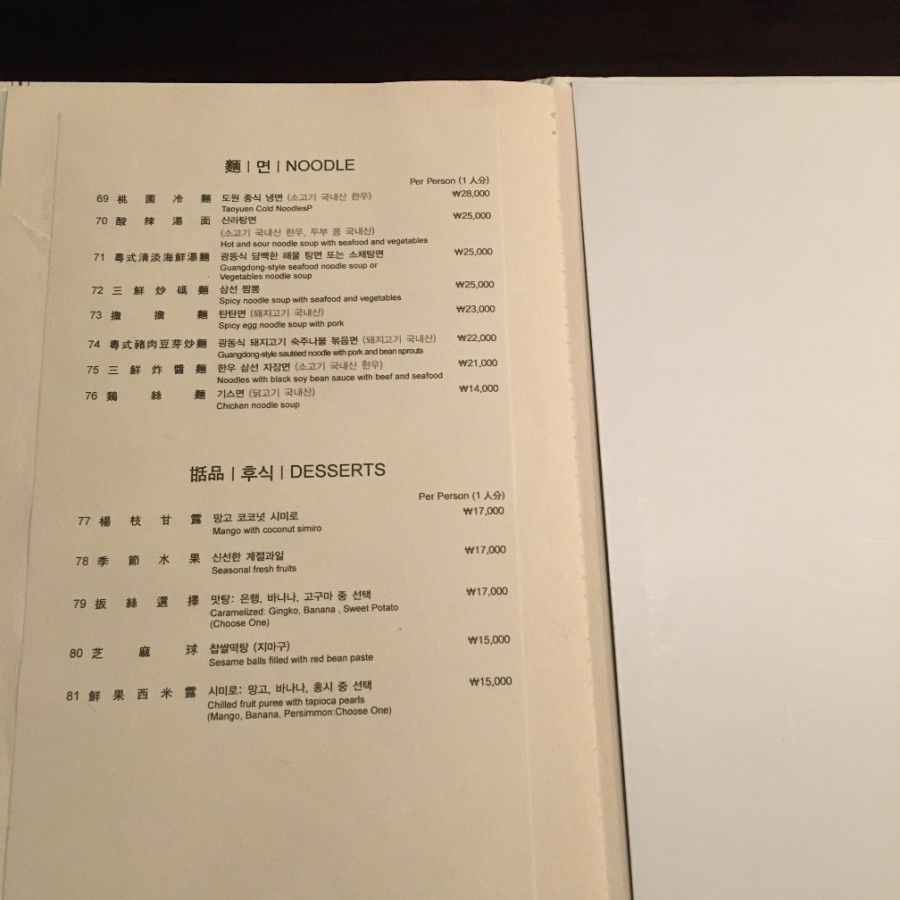 麵 | 면 | NOODLE
Per Person (1 人分)
69 桃園冷麵 도원 중식 냉면 (소고기 국내산 한우) ₩28,000
Taoyuen Cold NoodlesP
70 酸辣湯面 산라탕면 ₩25,000
(소고기 국내산 한우, 두부 콩 국내산)
Hot and sour noodle soup with seafood and vegetables
71 粵式清淡海鮮湯麵 광동식 담백한 해물 탕면 또는 소채탕면 ₩25,000
Guangdong-style seafood noodle soup or
Vegetables noodle soup
72 三鮮炒碼麵 삼선 짬뽕 ₩25,000
Spicy noodle soup with seafood and vegetables
73 擔擔麵 탄탄면 (돼지고기 국내산) ₩23,000
Spicy egg noodle soup with pork
74 粵式豬肉豆芽炒麵 광동식 돼지고기 숙주나물 볶음면 (돼지고기 국내산) ₩22,000
Guangdong-style sautéed noodle with pork and bean sprouts
75 三鮮炸醬麵 한우 삼선 자장면 (소고기 국내산 한우) ₩21,000
Noodles with black soy bean sauce with beef and seafood
76 鷄絲麵 기스면 (닭고기 국내산) ₩14,000
Chicken noodle soup
品 | 후식 | DESSERTS
Per Person (1 人分)
77 楊枝甘露 망고 코코넛 시미로 ₩17,000
Mango with coconut simiro
78 季節水果 신선한 계절과일 ₩17,000
Seasonal fresh fruits
79 扳絲選擇 맛탕: 은행, 바나나, 고구마 중 선택 ₩17,000
Caramelized: Gingko, Banana , Sweet Potato
(Choose One)
80 芝麻球 찹쌀떡탕 (지마구) ₩15,000
Sesame balls filled with red bean paste
81 鮮果西米露 시미로: 망고, 바나나, 홍시 중 선택 ₩15,000
Chilled fruit puree with tapioca pearls
(Mango, Banana, Persimmon:Choose One)